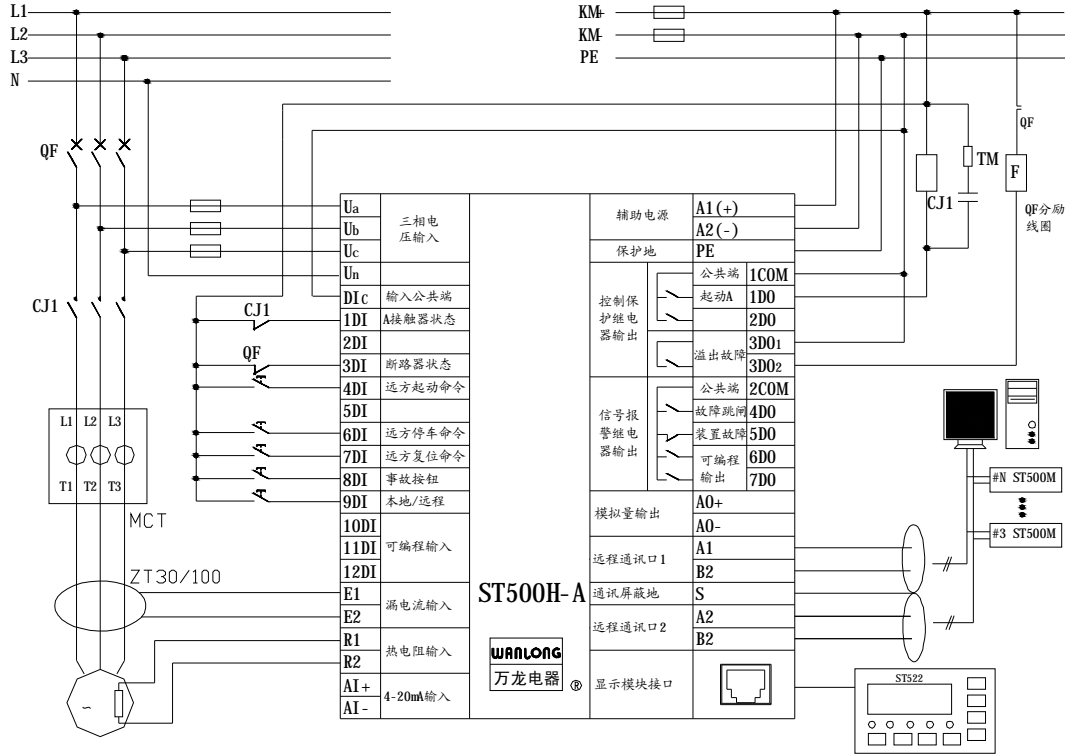 L1
L2
L3
N
KM+
KM-
PE
QF
QF
TM
CJ1
F
QF分励
线圈
CJ1
L1 L2 L3
T1 T2 T3
MCT
ZT30/100
~
CJ1
QF
Ua
Ub
Uc
Un
三相电
压输入
DIc 输入公共端
1DI A接触器状态
2DI
3DI 断路器状态
4DI 远方起动命令
5DI
6DI 远方停车命令
7DI 远方复位命令
8DI 事故按钮
9DI 本地/远程
10DI
11DI 可编程输入
12DI
E1
E2
漏电流输入
R1
R2
热电阻输入
AI+
AI-
4-20mA输入
ST500H-A
WANLONG
万龙电器 ®
辅助电源
A1(+)
A2(-)
保护地 PE
控制保
护继电
器输出
公共端 1COM
起动A 1DO
2DO
溢出故障
3DO1
3DO2
信号报
警继电
器输出
公共端 2COM
故障跳闸 4DO
装置故障 5DO
可编程
输出
6DO
7DO
模拟量输出
AO+
AO-
远程通讯口1
A1
B2
通讯屏蔽地 S
远程通讯口2
A2
B2
显示模块接口
#N ST500M
#3 ST500M
ST522